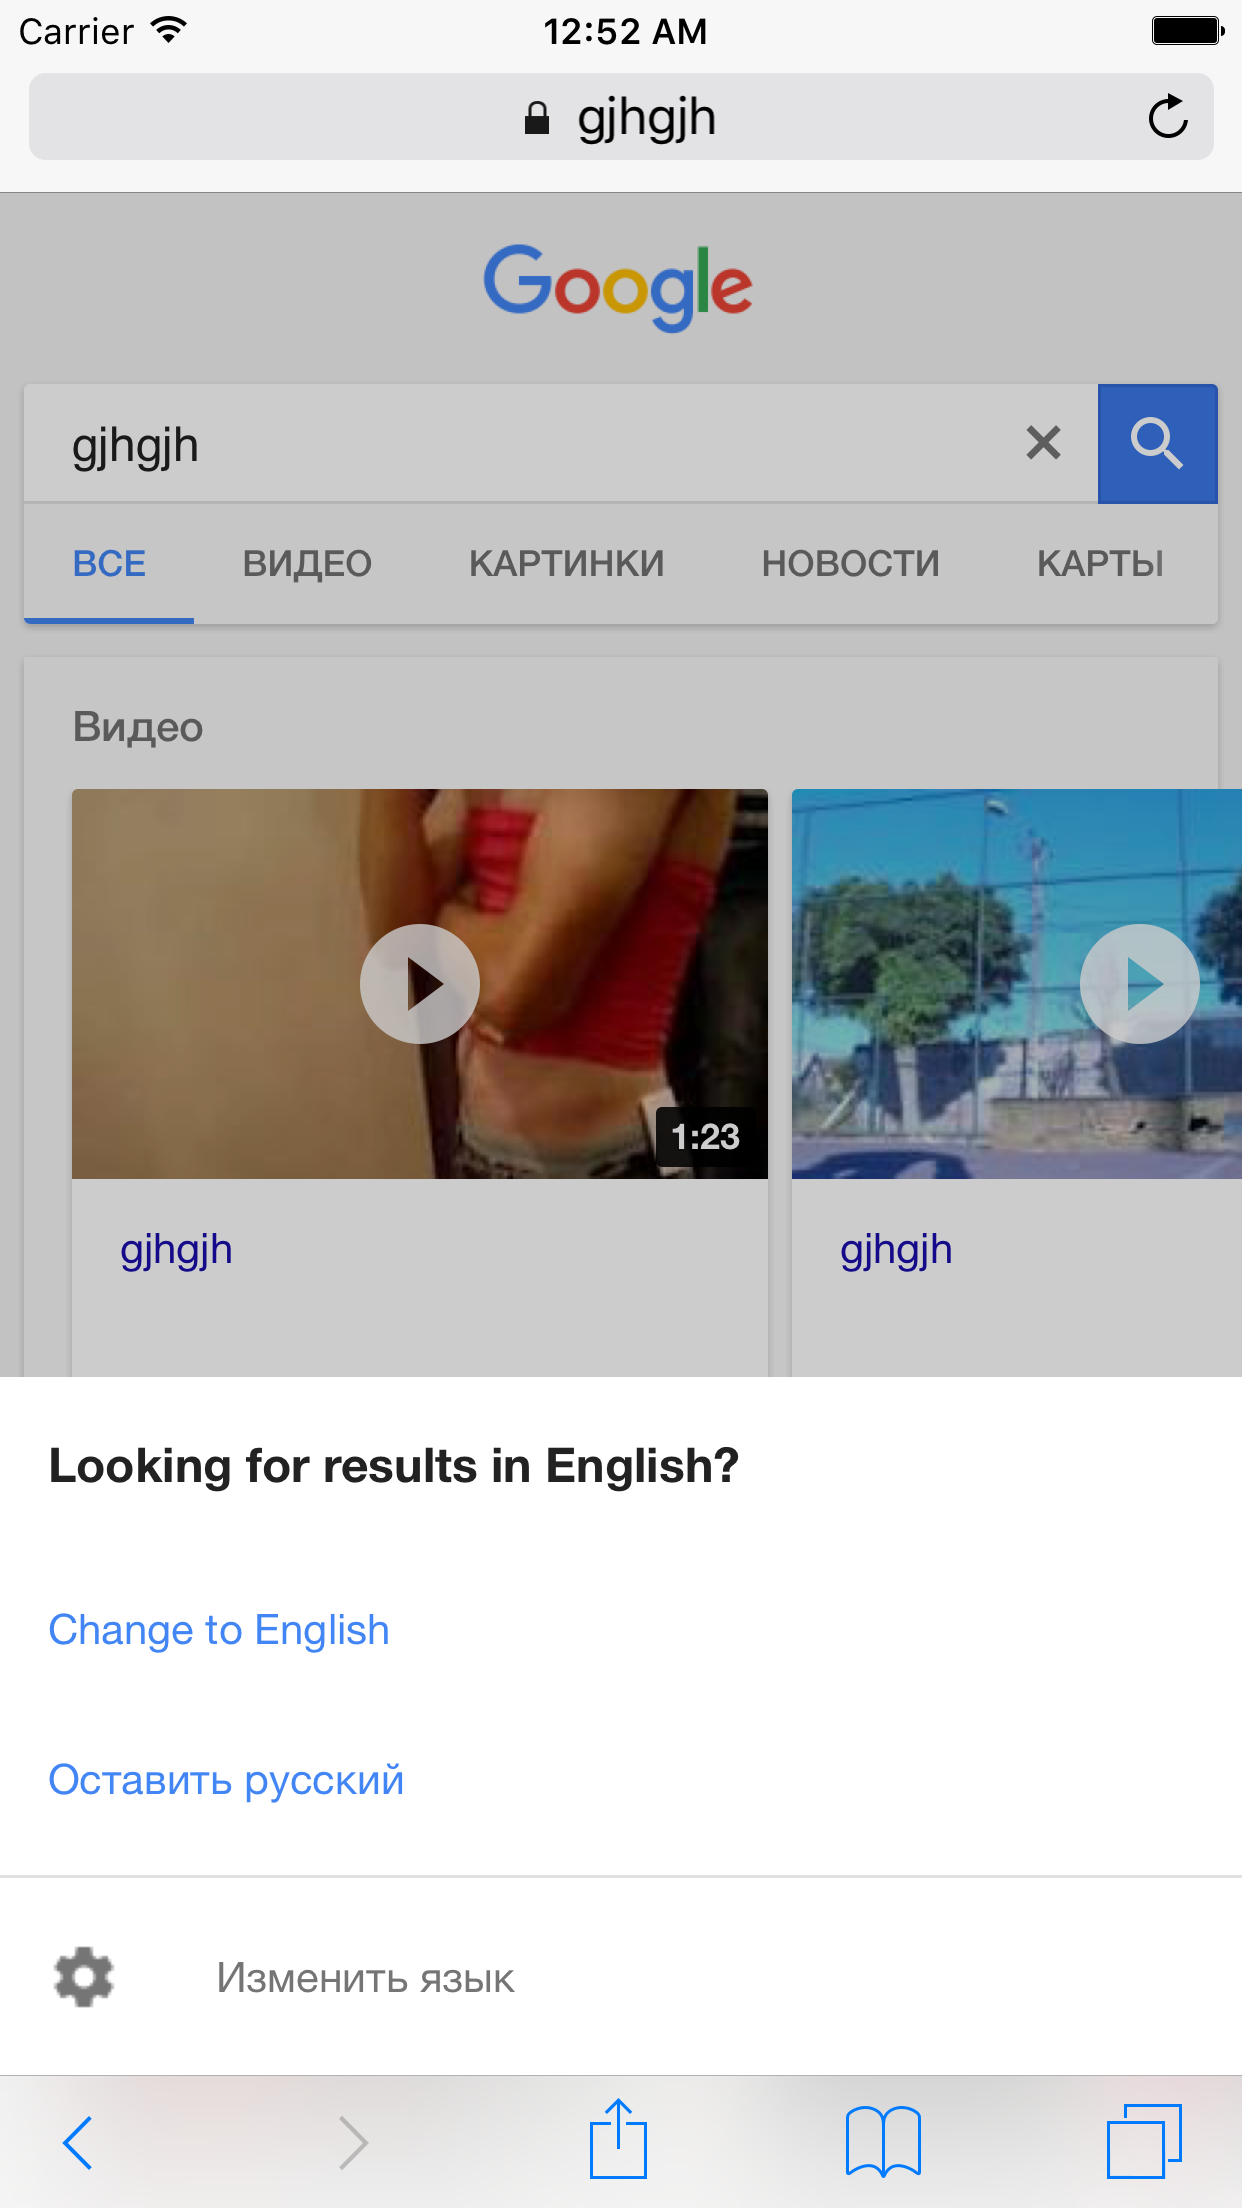 Carrier 12:52 AM
gjhgjh
Google
gjhgjh
ВСЕ ВИДЕО КАРТИНКИ НОВОСТИ КАРТЫ
Видео
1:23
gjhgjh gjhgjh
Looking for results in English?
Change to English
Оставить русский
Изменить язык